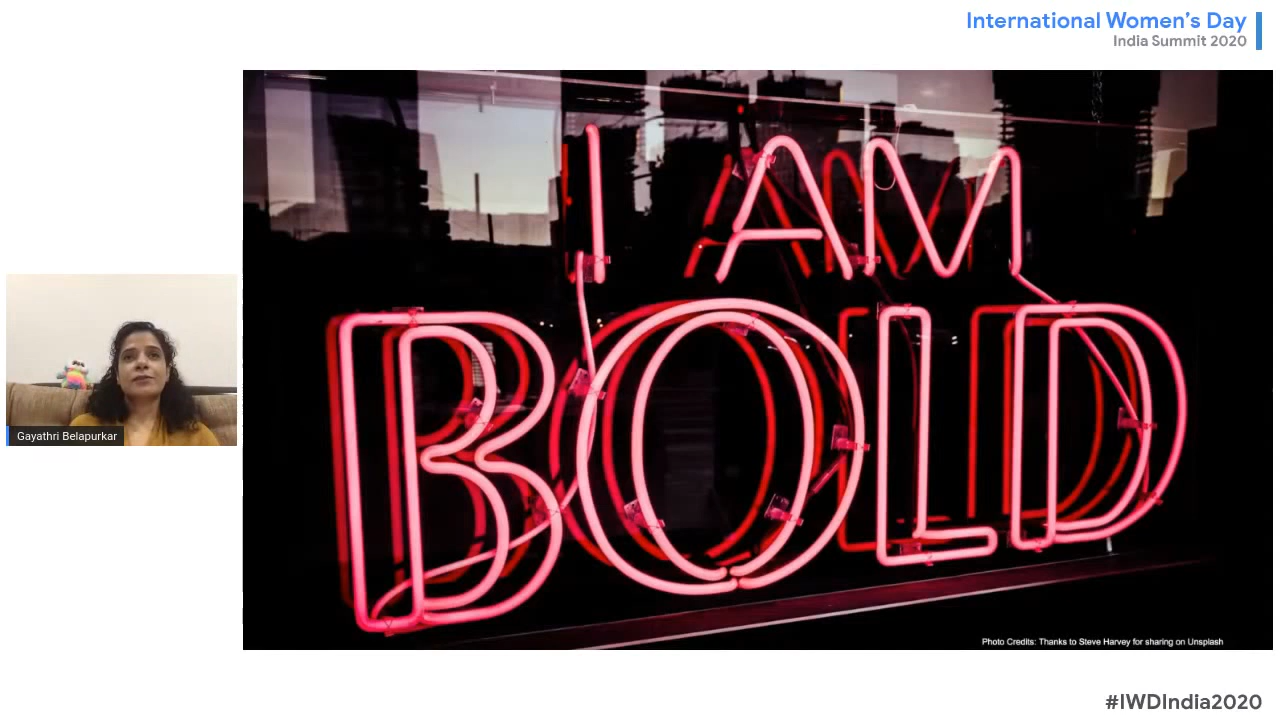 International Women's Day
India Summit 2020
I AM
BOLD
Gayathri Belapurkar
Photo Credits: Thanks to Steve Harvey for sharing on Unsplash
#IWDIndia2020